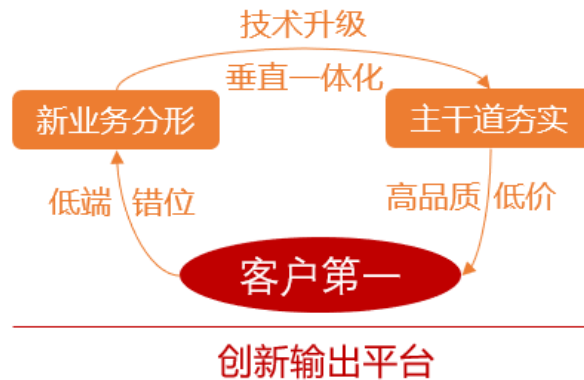 技术升级
垂直一体化
新业务分形
主干道夯实
低端 错位
高品质 低价
客户第一
创新输出平台